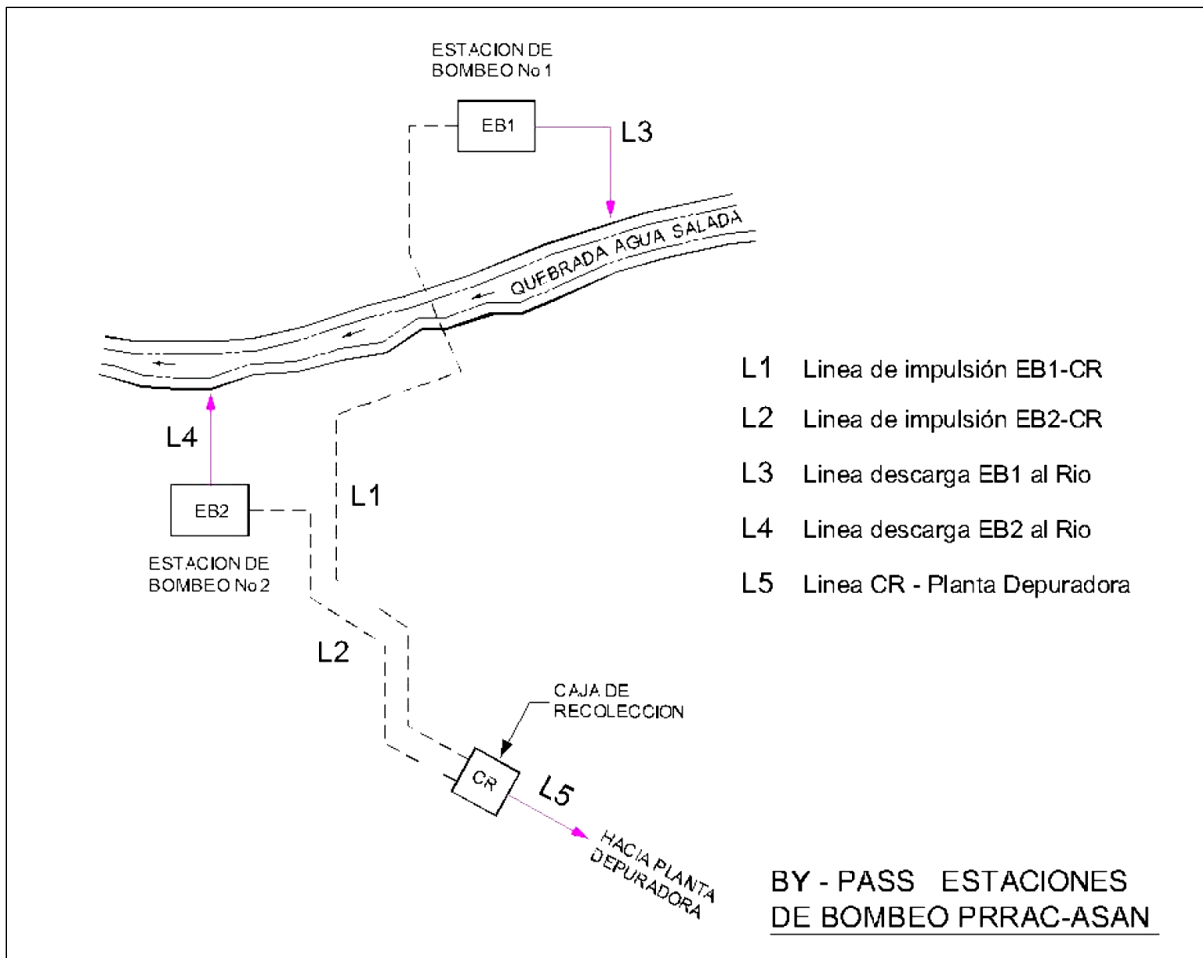 ESTACION DE
BOMBEO No 1
EB1
L3
QUEBRADA AGUA SALADA
L1 Linea de impulsión EB1-CR
L2 Linea de impulsión EB2-CR
L3 Linea descarga EB1 al Rio
L4 Linea descarga EB2 al Rio
L5 Linea CR - Planta Depuradora
L4
L1
EB2
ESTACION DE
BOMBEO No 2
L2
CAJA DE
RECOLECCION
CR
L5
HACIA PLANTA
DEPURADORA
BY - PASS ESTACIONES
DE BOMBEO PRRAC-ASAN